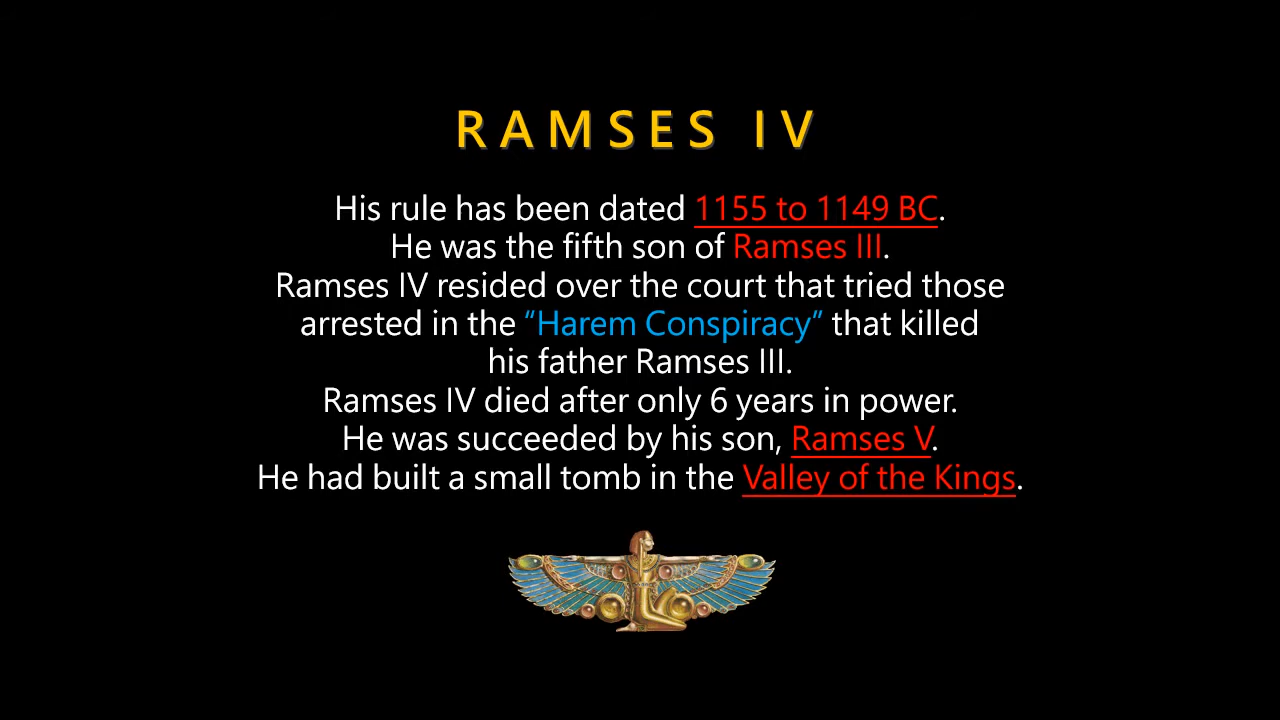 RAMSES IV
His rule has been dated 1155 to 1149 BC.
He was the fifth son of Ramses III.
Ramses IV resided over the court that tried those
arrested in the “Harem Conspiracy” that killed
his father Ramses III.
Ramses IV died after only 6 years in power.
He was succeeded by his son, Ramses V.
He had built a small tomb in the Valley of the Kings.